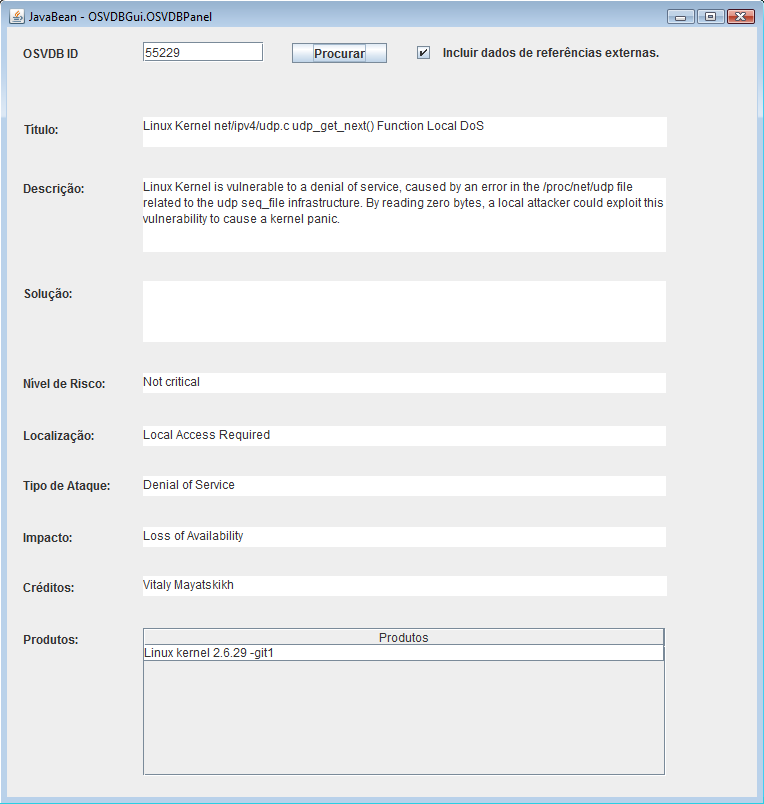 JavaBean - OSVDBGui.OSVDBPanel
OSVDB ID 55229 Procurar Incluir dados de referências externas.
Título: Linux Kernel net/ipv4/udp.c udp_get_next() Function Local DoS
Descrição: Linux Kernel is vulnerable to a denial of service, caused by an error in the /proc/net/udp file
related to the udp seq_file infrastructure. By reading zero bytes, a local attacker could exploit this
vulnerability to cause a kernel panic.
Solução:
Nível de Risco: Not critical
Localização: Local Access Required
Tipo de Ataque: Denial of Service
Impacto: Loss of Availability
Créditos: Vitaly Mayatskikh
Produtos: Produtos
Linux kernel 2.6.29 -git1